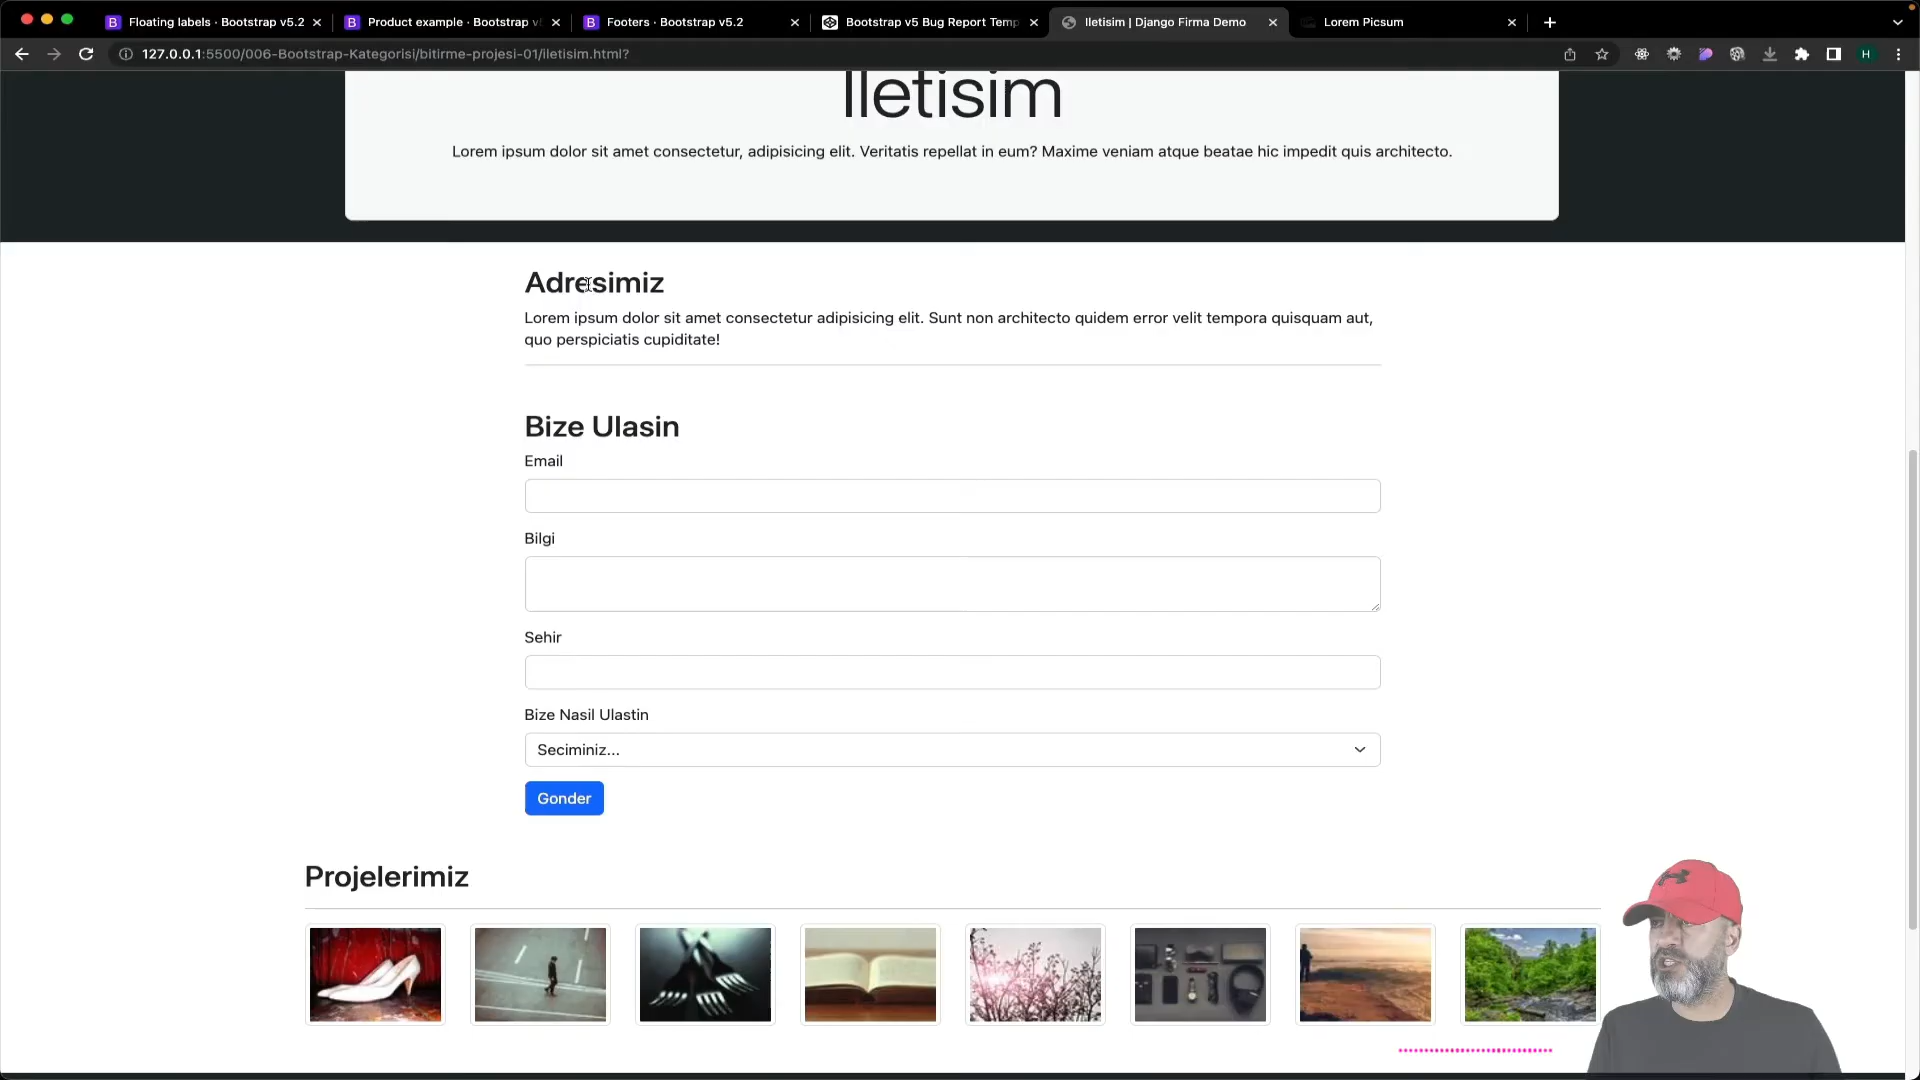 Floating labels · Bootstrap v5.2
Product example · Bootstrap v
Footers · Bootstrap v5.2
Bootstrap v5 Bug Report Temp
Iletisim | Django Firma Demo
Lorem Picsum
127.0.0.1:5500/006-Bootstrap-Kategorisi/bitirme-projesi-01/iletisim.html?
H
Iletisim
Lorem ipsum dolor sit amet consectetur, adipisicing elit. Veritatis repellat in eum? Maxime veniam atque beatae hic impedit quis architecto.
Adresimiz
Lorem ipsum dolor sit amet consectetur adipisicing elit. Sunt non architecto quidem error velit tempora quisquam aut,
quo perspiciatis cupiditate!
Bize Ulasin
Email
Bilgi
Sehir
Bize Nasil Ulastin
Seciminiz...
Gonder
Projelerimiz